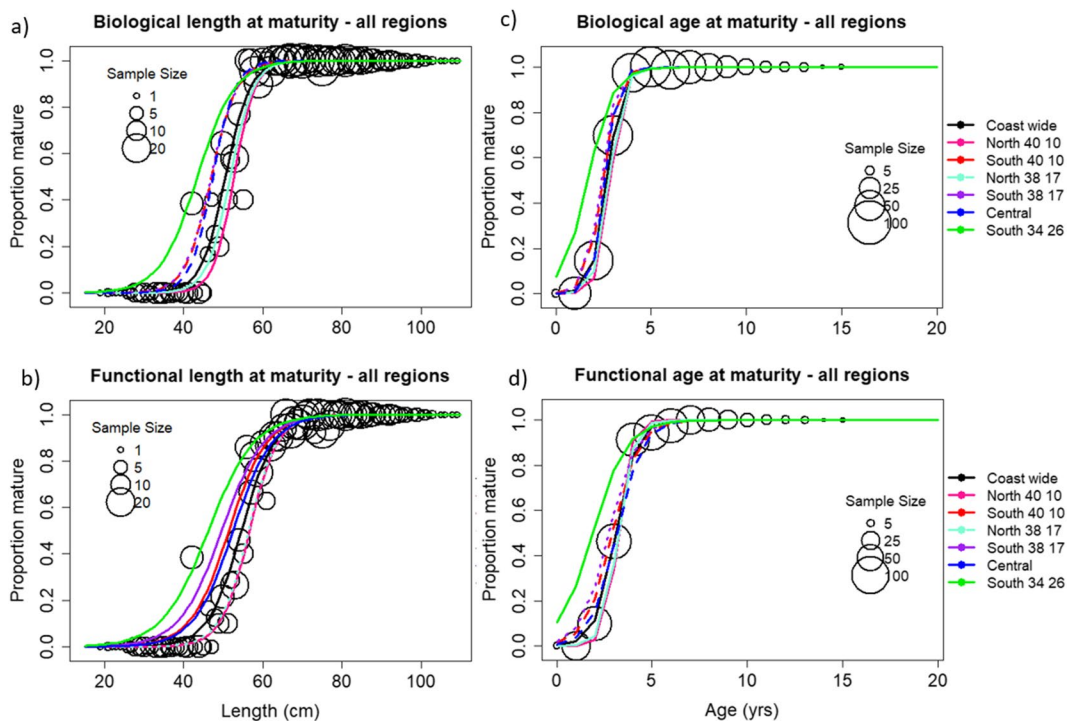 a)
Biological length at maturity - all regions
Proportion mature
0.0 0.2 0.4 0.6 0.8 1.0
Sample Size
1
5
10
20
20 40 60 80 100
c)
Biological age at maturity - all regions
Proportion mature
0.0 0.2 0.4 0.6 0.8 1.0
Sample Size
5
25
50
100
0 5 10 15 20
Coast wide
North 40 10
South 40 10
North 38 17
South 38 17
Central
South 34 26
b)
Functional length at maturity - all regions
Proportion mature
0.0 0.2 0.4 0.6 0.8 1.0
Sample Size
1
5
10
20
20 40 60 80 100
Length (cm)
d)
Functional age at maturity - all regions
Proportion mature
0.0 0.2 0.4 0.6 0.8 1.0
Sample Size
5
25
50
100
0 5 10 15 20
Age (yrs)
Coast wide
North 40 10
South 40 10
North 38 17
South 38 17
Central
South 34 26